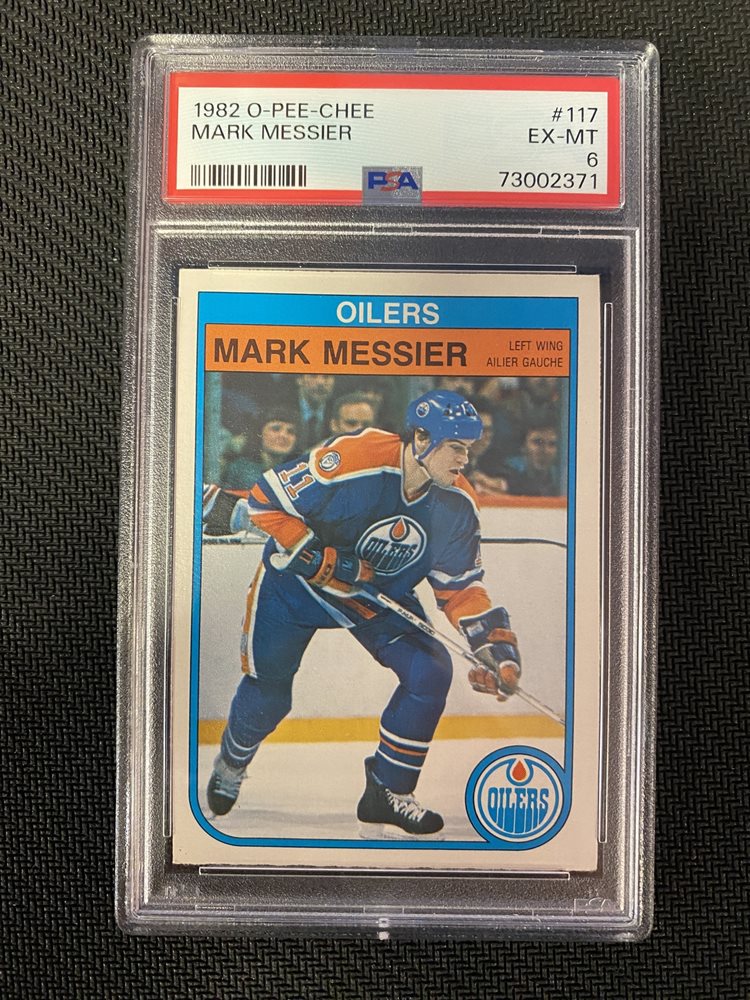 1982 O-PEE-CHEE #117
MARK MESSIER EX-MT
6
PSA 73002371
OILERS
MARK MESSIER
LEFT WING
AILIER GAUCHE
11
OILERS
OILERS